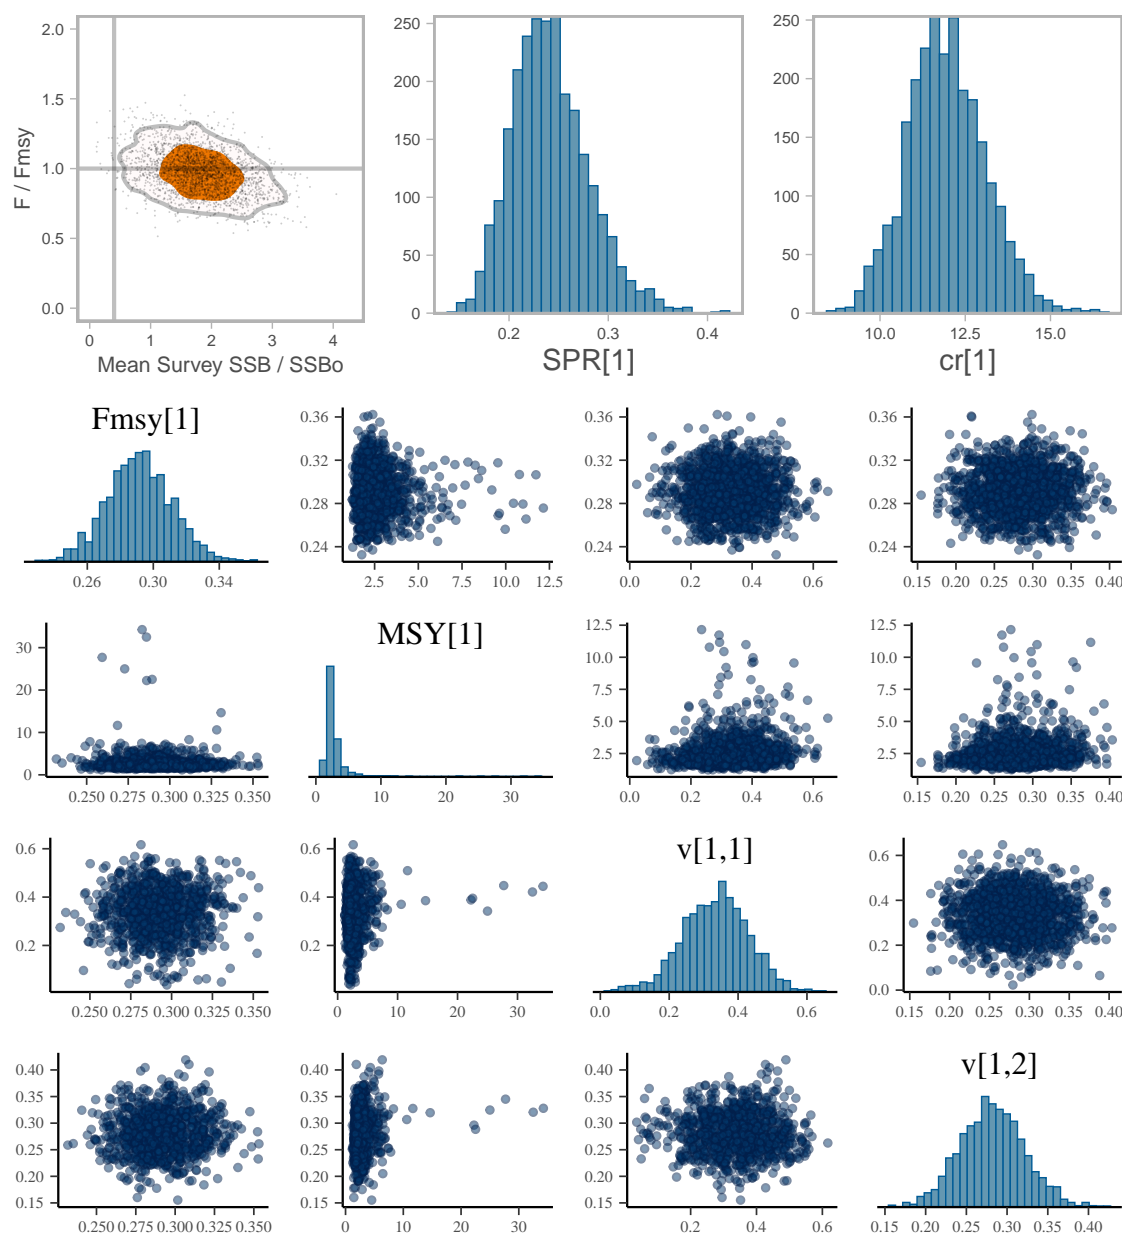 2.0
1.5
1.0
0.5
0.0
F / Fmsy
0 1 2 3 4
Mean Survey SSB / SSBo
250
200
150
100
50
0
0.2 0.3 0.4
SPR[1]
250
200
150
100
50
0
10.0 12.5 15.0
cr[1]
Fmsy[1]
0.26 0.30 0.34
0.36
0.32
0.28
0.24
2.5 5.0 7.5 10.0 12.5
0.36
0.32
0.28
0.24
0.0 0.2 0.4 0.6
0.36
0.32
0.28
0.24
0.15 0.20 0.25 0.30 0.35 0.40
30
20
10
0
0.250 0.275 0.300 0.325 0.350
MSY[1]
0 10 20 30
12.5
10.0
7.5
5.0
2.5
0.0 0.2 0.4 0.6
12.5
10.0
7.5
5.0
2.5
0.15 0.20 0.25 0.30 0.35 0.40
0.6
0.4
0.2
0.250 0.275 0.300 0.325 0.350
0.6
0.4
0.2
0 10 20 30
v[1,1]
0.0 0.2 0.4 0.6
0.6
0.4
0.2
0.0
0.15 0.20 0.25 0.30 0.35 0.40
0.40
0.35
0.30
0.25
0.20
0.15
0.250 0.275 0.300 0.325 0.350
0.40
0.35
0.30
0.25
0.20
0.15
0 10 20 30
0.40
0.35
0.30
0.25
0.20
0.15
0.2 0.4 0.6
v[1,2]
0.15 0.20 0.25 0.30 0.35 0.40